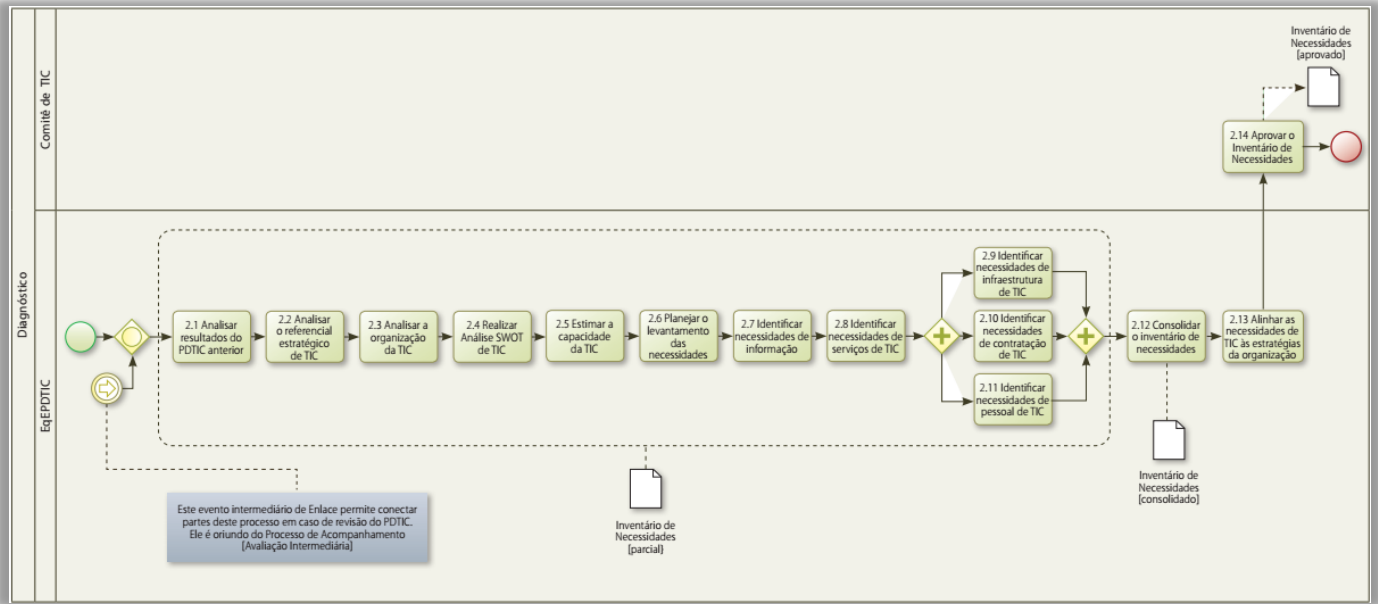 Diagnóstico
Comitê de TIC
Inventário de
Necessidades
[aprovado]
2.14 Aprovar o
Inventário de
Necessidades
EqEPDTIC
2.1 Analisar
resultados do
PDTIC anterior
2.2 Analisar
o referencial
estratégico
de TIC
2.3 Analisar a
organização
da TIC
2.4 Realizar
Análise SWOT
de TIC
2.5 Estimar a
capacidade
da TIC
2.6 Planejar o
levantamento
das
necessidades
2.7 Identificar
necessidades de
informação
2.8 Identificar
necessidades de
serviços de TIC
2.9 Identificar
necessidades de
infraestrutura
de TIC
2.10 Identificar
necessidades
de contratação
de TIC
2.11 Identificar
necessidades de
pessoal de TIC
2.12 Consolidar
o inventário de
necessidades
2.13 Alinhar as
necessidades de
TIC às estratégias
da organização
Este evento intermediário de Enlace permite conectar
partes deste processo em caso de revisão do PDTIC.
Ele é oriundo do Processo de Acompanhamento
[Avaliação Intermediária]
Inventário de
Necessidades
[parcial}
Inventário de
Necessidades
[consolidado]